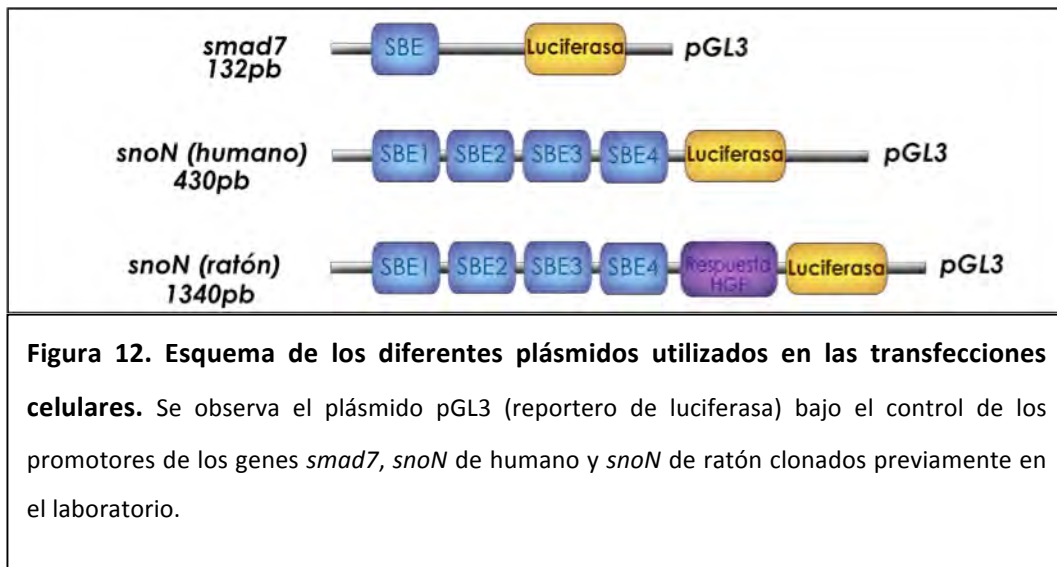 smad7
132pb
SBE
Luciferasa
pGL3
snoN (humano)
430pb
SBE1
SBE2
SBE3
SBE4
Luciferasa
pGL3
snoN (ratón)
1340pb
SBE1
SBE2
SBE3
SBE4
Respuesta
HGF
Luciferasa
pGL3
Figura 12. Esquema de los diferentes plásmidos utilizados en las transfecciones
celulares. Se observa el plásmido pGL3 (reportero de luciferasa) bajo el control de los
promotores de los genes smad7, snoN de humano y snoN de ratón clonados previamente en
el laboratorio.